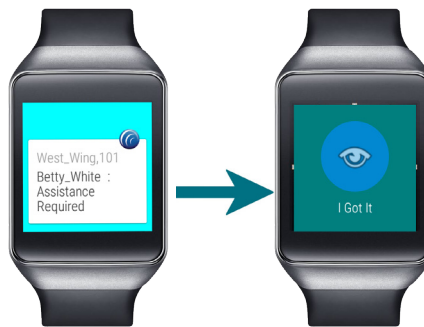 West_Wing,101
Betty_White :
Assistance
Required
I Got It